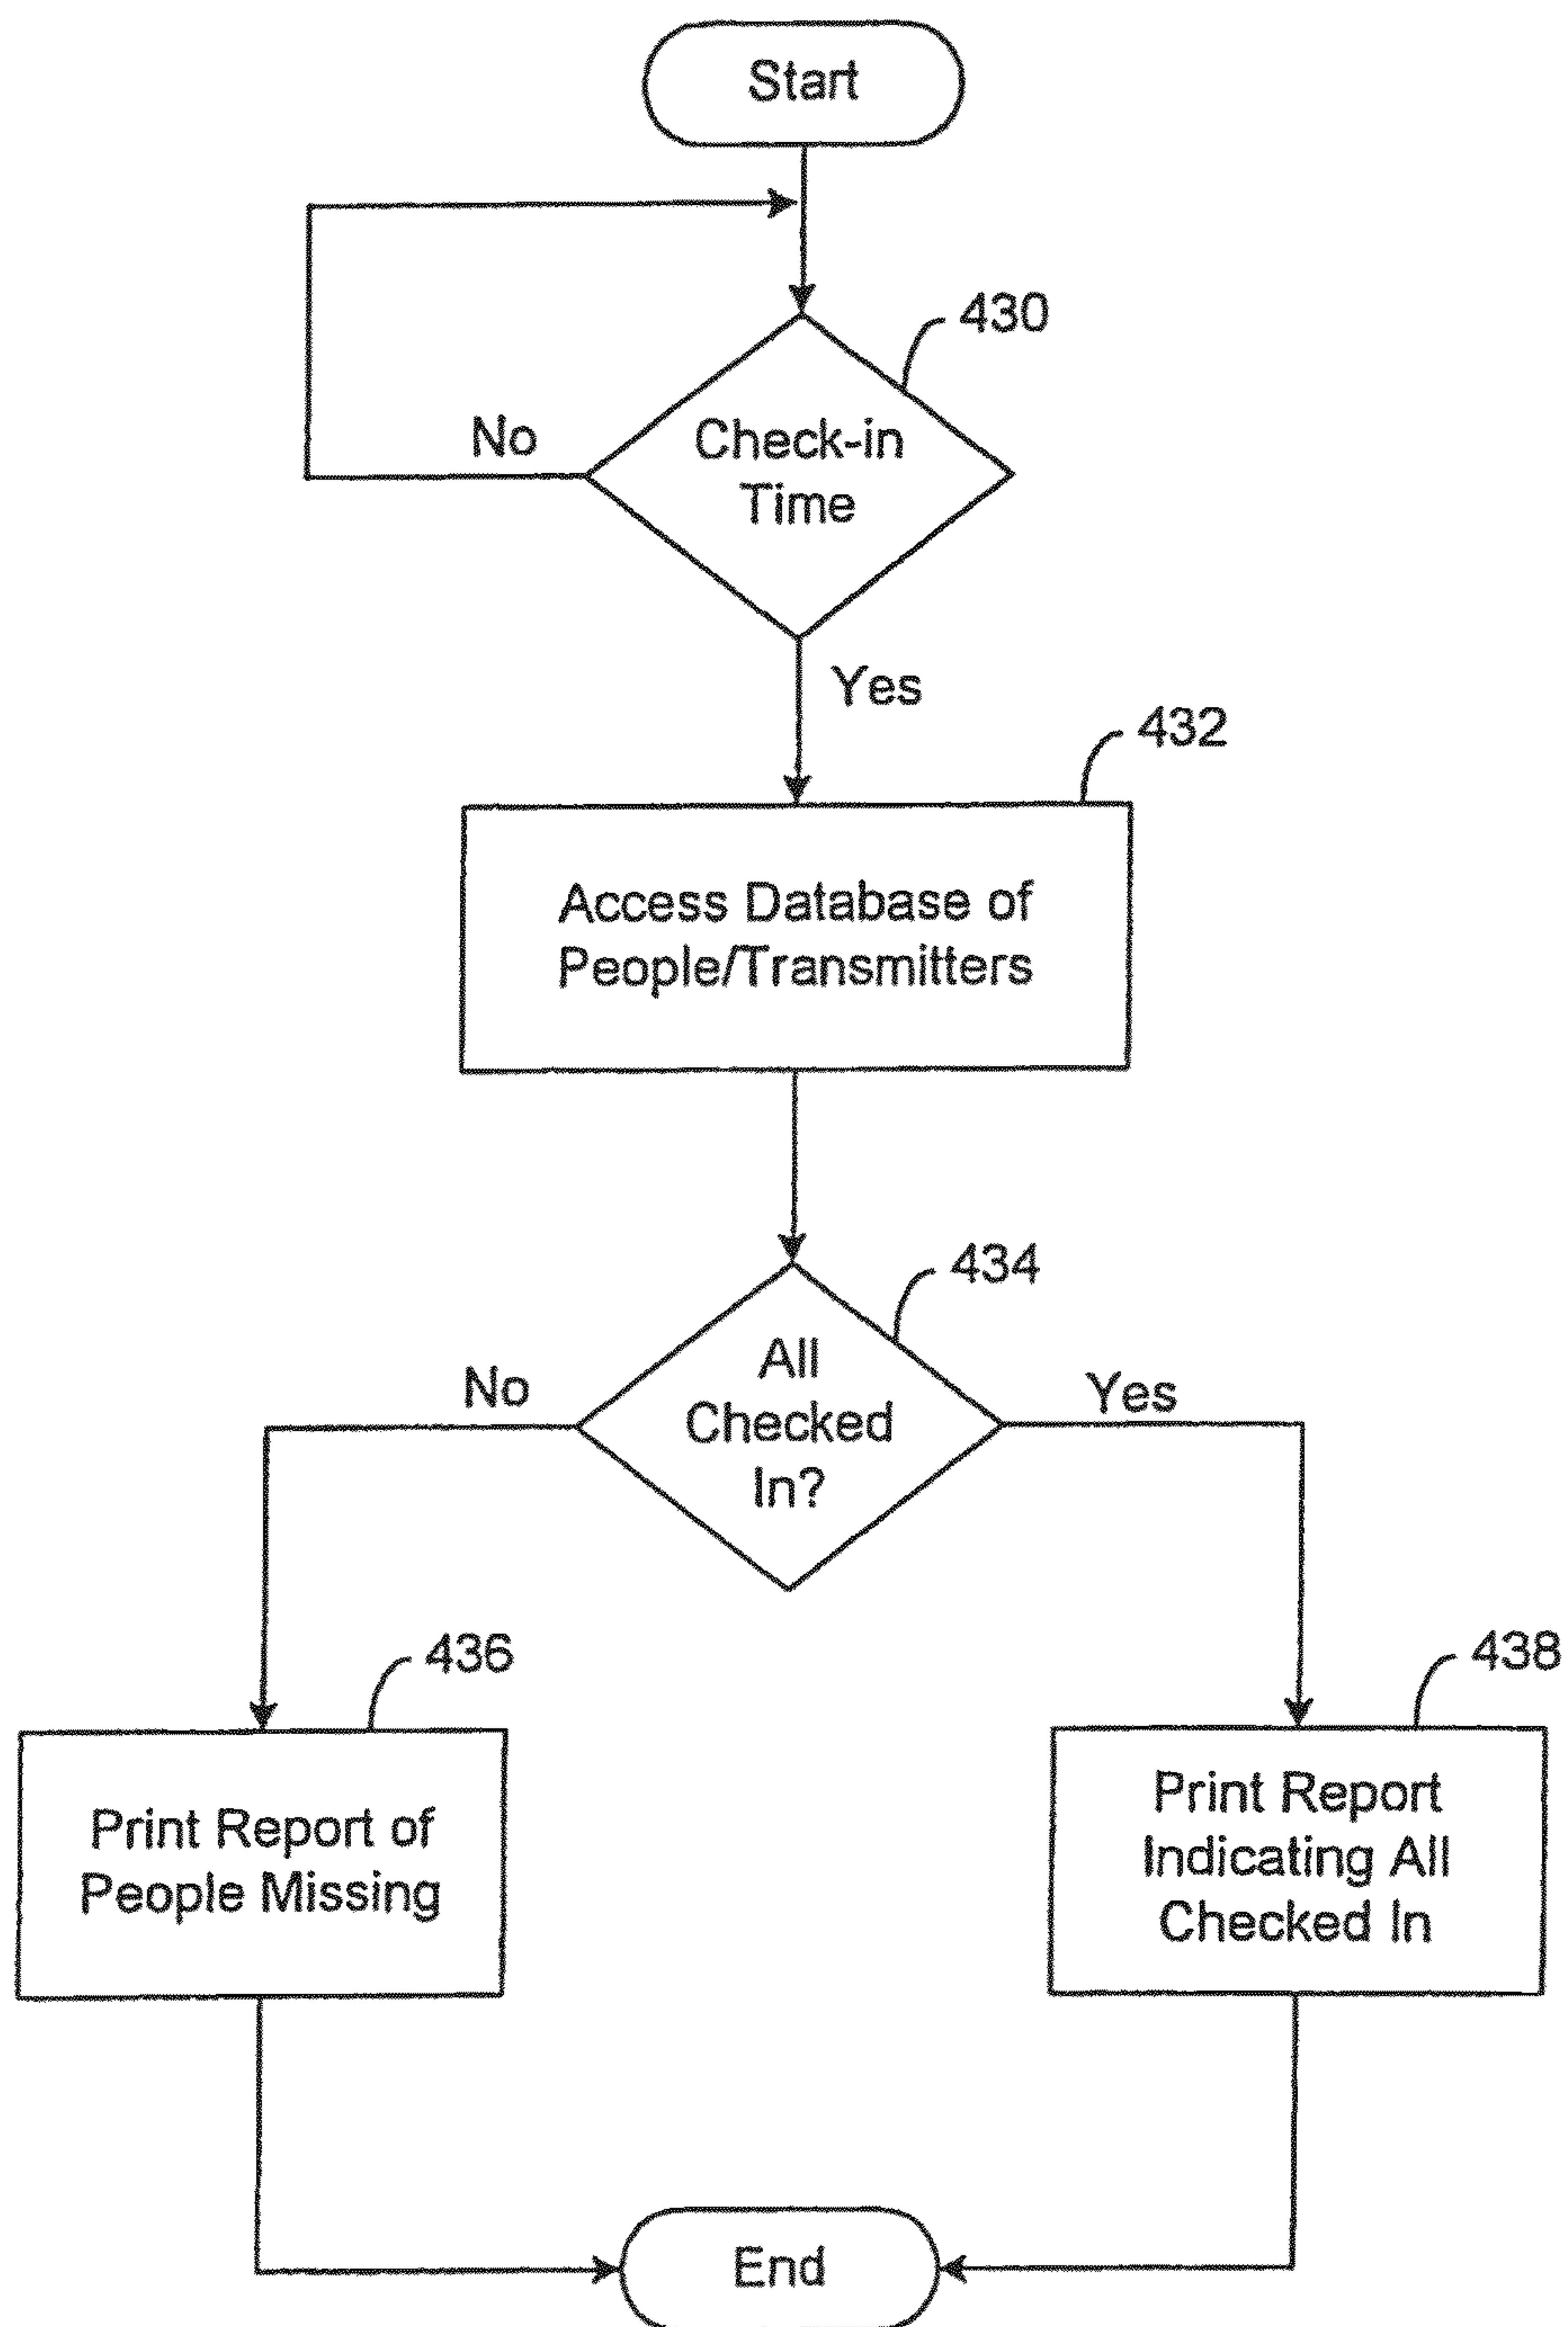 Start
430
No
Check-in
Time
Yes
432
Access Database of
People/Transmitters
434
No
All
Checked
In?
Yes
436
438
Print Report of
People Missing
Print Report
Indicating All
Checked In
End